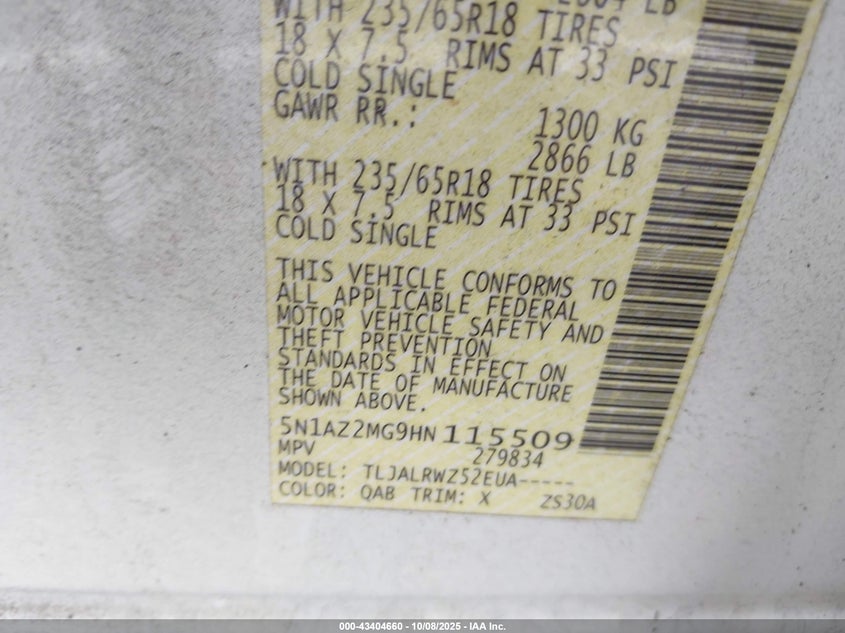 WITH 235/65R18 TIRES
18 X 7.5 RIMS AT 33 PSI
COLD SINGLE
GAWR RR.: 1300 KG
2866 LB
WITH 235/65R18 TIRES
18 X 7.5 RIMS AT 33 PSI
COLD SINGLE
THIS VEHICLE CONFORMS TO
ALL APPLICABLE FEDERAL
MOTOR VEHICLE SAFETY AND
THEFT PREVENTION
STANDARDS IN EFFECT ON
THE DATE OF MANUFACTURE
SHOWN ABOVE.
5N1AZ2MG9HN115509
MPV 279834
MODEL: TLJALRWZ52EUA-----
COLOR: QAB TRIM: X ZS30A
000-43404660 - 10/08/2025 - IAA Inc.